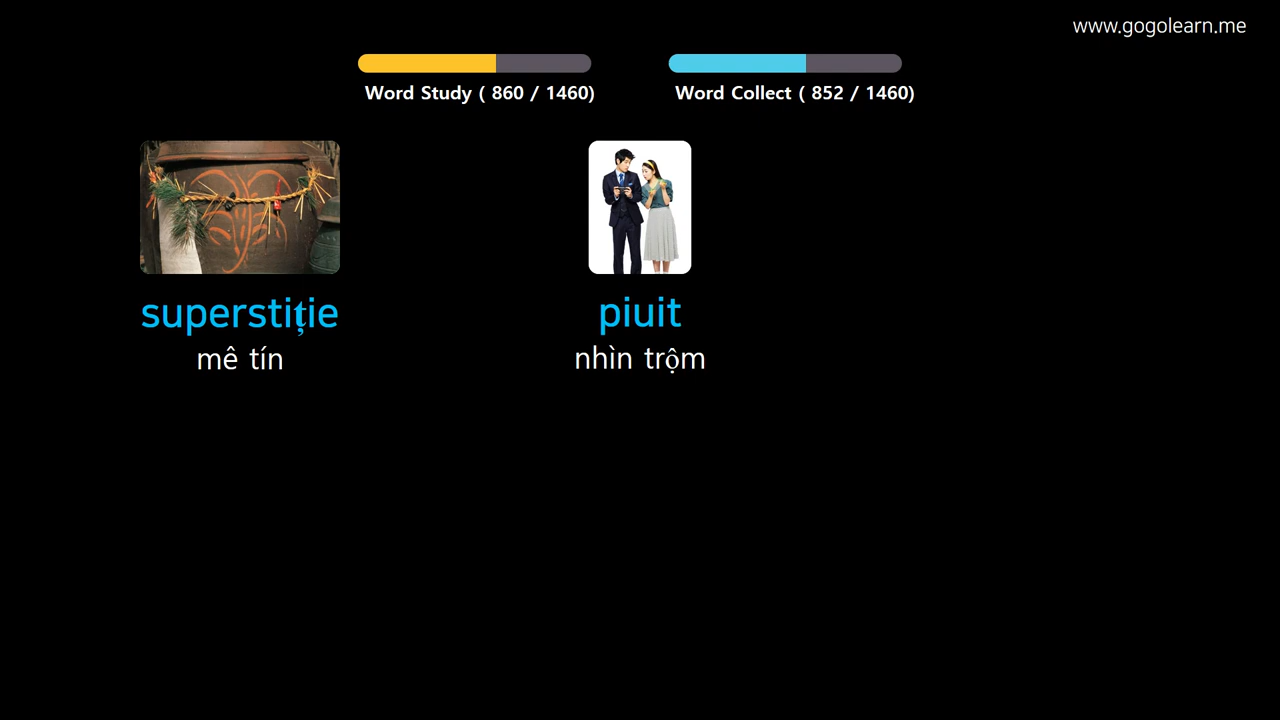 www.gogolearn.me
Word Study ( 860 / 1460)
Word Collect ( 852 / 1460)
superstiție
mê tín
piuit
nhìn trộm